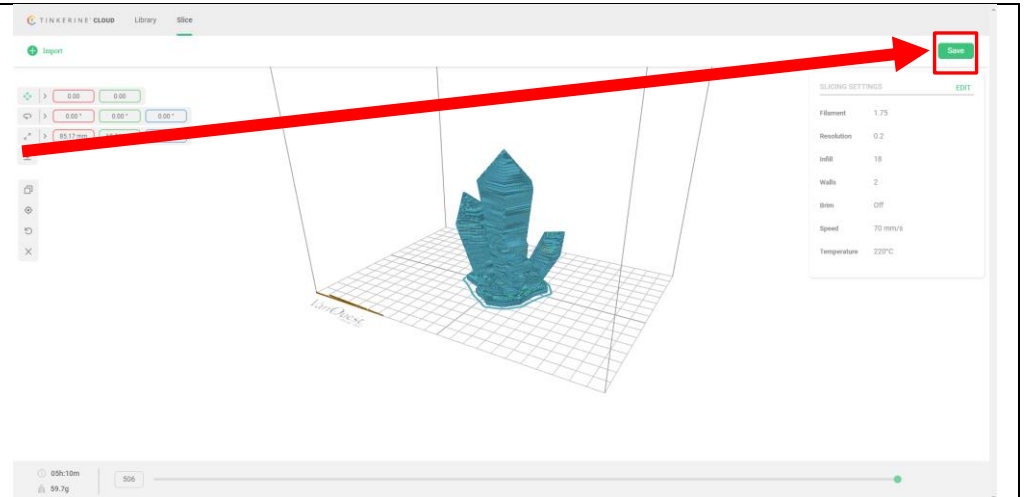 TINKERINE CLOUD Library Slice
Import Save
SLICING SETTINGS EDIT
0.00 0.00
0.00 ° 0.00 ° 0.00 °
85.17 mm
Filament 1.75
Resolution 0.2
Infill 18
Walls 2
Brim Off
Speed 70 mm/s
Temperature 220°C
05h:10m
506
59.7g